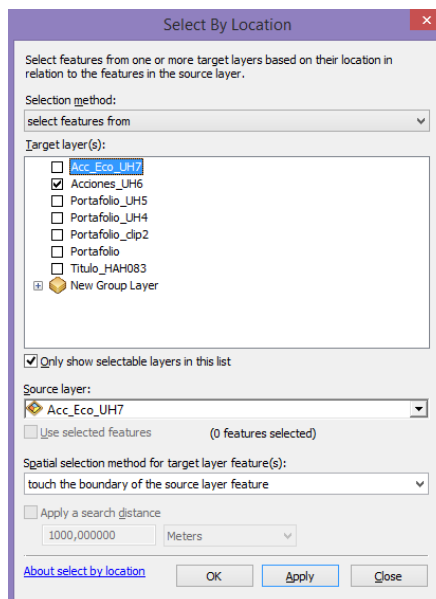 Select By Location
Select features from one or more target layers based on their location in
relation to the features in the source layer.
Selection method:
select features from
Target layer(s):
Acc_Eco_UH7
Acciones_UH6
Portafolio_UH5
Portafolio_UH4
Portafolio_clip2
Portafolio
Titulo_HAH083
New Group Layer
Only show selectable layers in this list
Source layer:
Acc_Eco_UH7
Use selected features (0 features selected)
Spatial selection method for target layer feature(s):
touch the boundary of the source layer feature
Apply a search distance
1000,000000 Meters
About select by location OK Apply Close